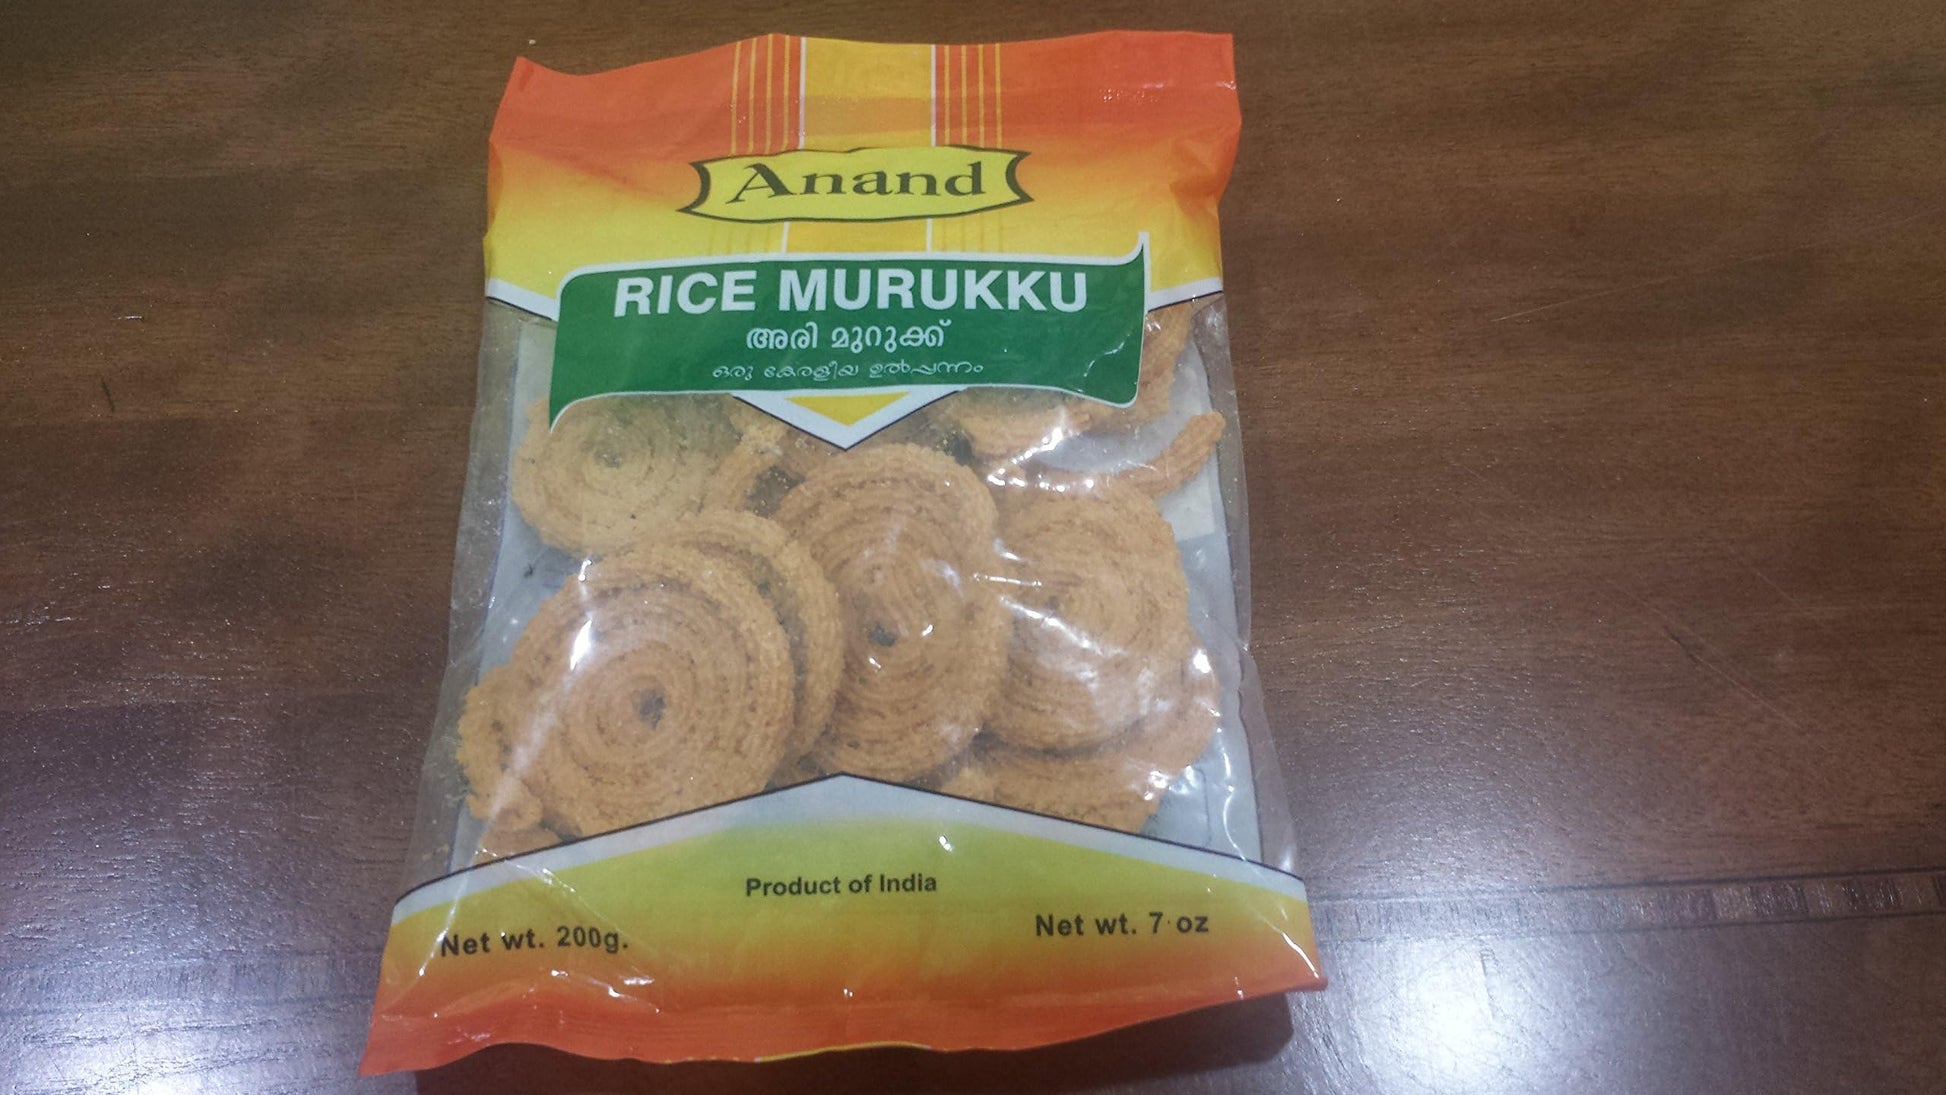 Anand
RICE MURUKKU
അരി മുറുക്ക്
ഒരു കേരളീയ ഉൽപ്പന്നം
Product of India
Net wt. 200g.
Net wt. 7 oz